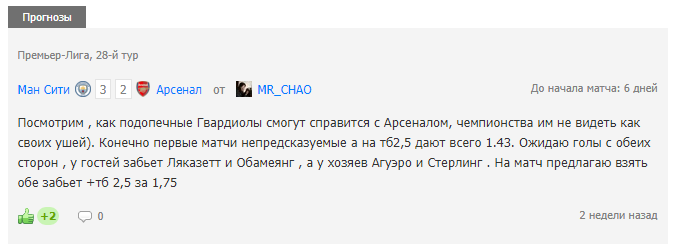 Прогнозы
Премьер-Лига, 28-й тур
Ман Сити 3 2 Арсенал от MR_CHAO До начала матча: 6 дней
Посмотрим , как подопечные Гвардиолы смогут справится с Арсеналом, чемпионства им не видеть как
своих ушей). Конечно первые матчи непредсказуемые а на тб2,5 дают всего 1.43. Ожидаю голы с обеих
сторон , у гостей забьет Ляказетт и Обамеянг , а у хозяев Агуэро и Стерлинг . На матч предлагаю взять
обе забьет +тб 2,5 за 1,75
+2 0 2 недели назад